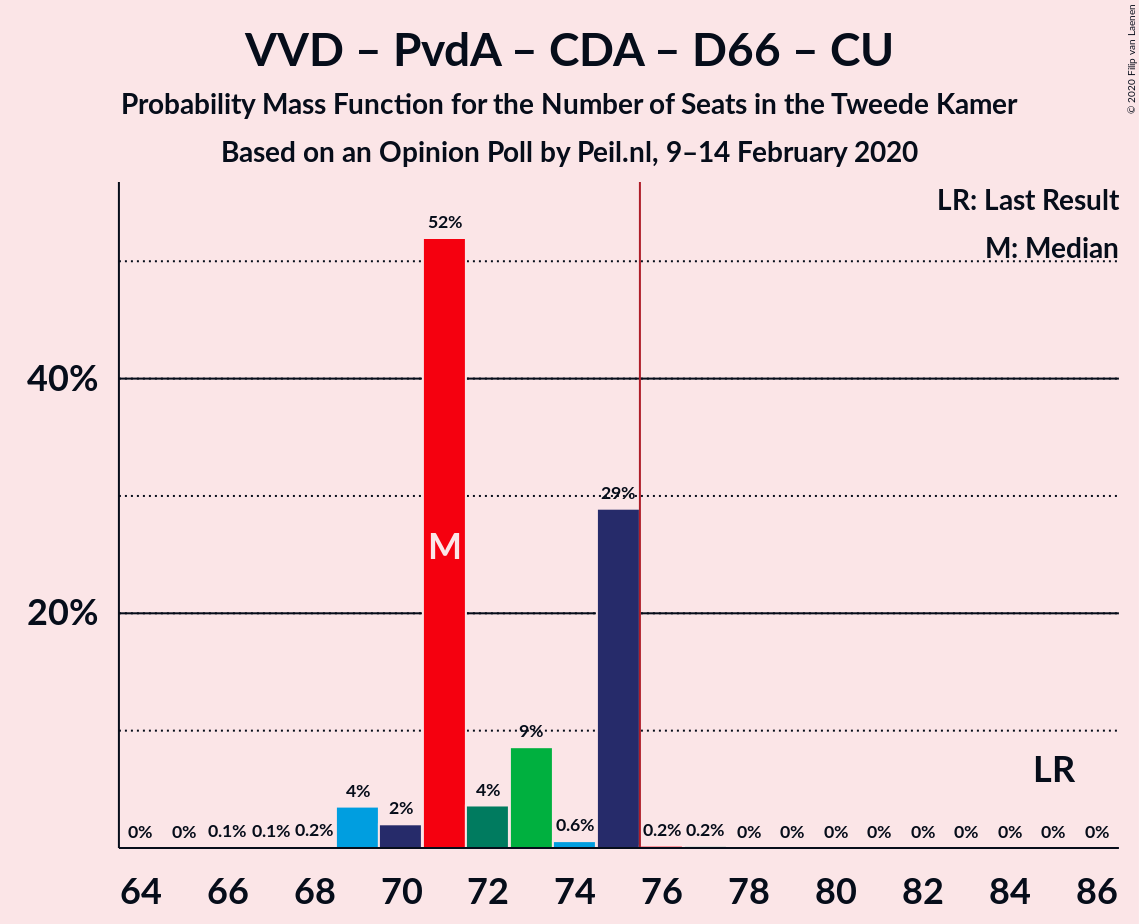 © 2020 Filip van Laenen
VVD – PvdA – CDA – D66 – CU
Probability Mass Function for the Number of Seats in the Tweede Kamer
Based on an Opinion Poll by Peil.nl, 9–14 February 2020
LR: Last Result
M: Median
52%
40%
29%
M
20%
9%
LR
4% 2% 4% 0.6%
0% 0% 0.1% 0.1% 0.2% 0.2% 0.2% 0% 0% 0% 0% 0% 0% 0% 0% 0%
64 66 68 70 72 74 76 78 80 82 84 86